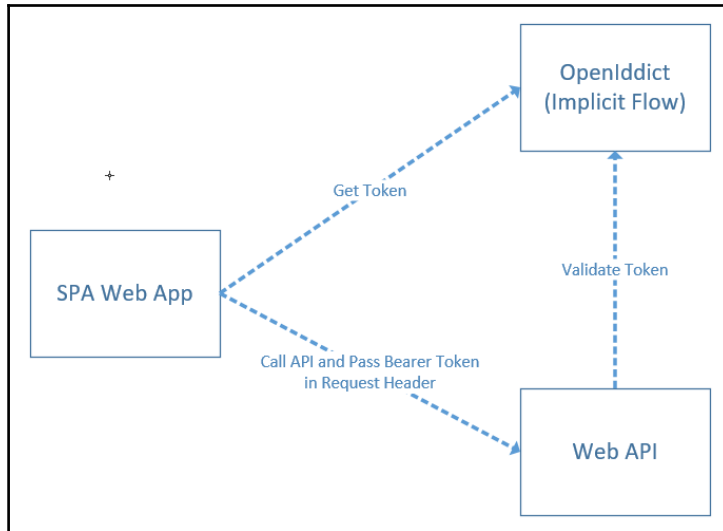 OpenIddict
(Implicit Flow)
Get Token
SPA Web App
Validate Token
Call API and Pass Bearer Token
in Request Header
Web API